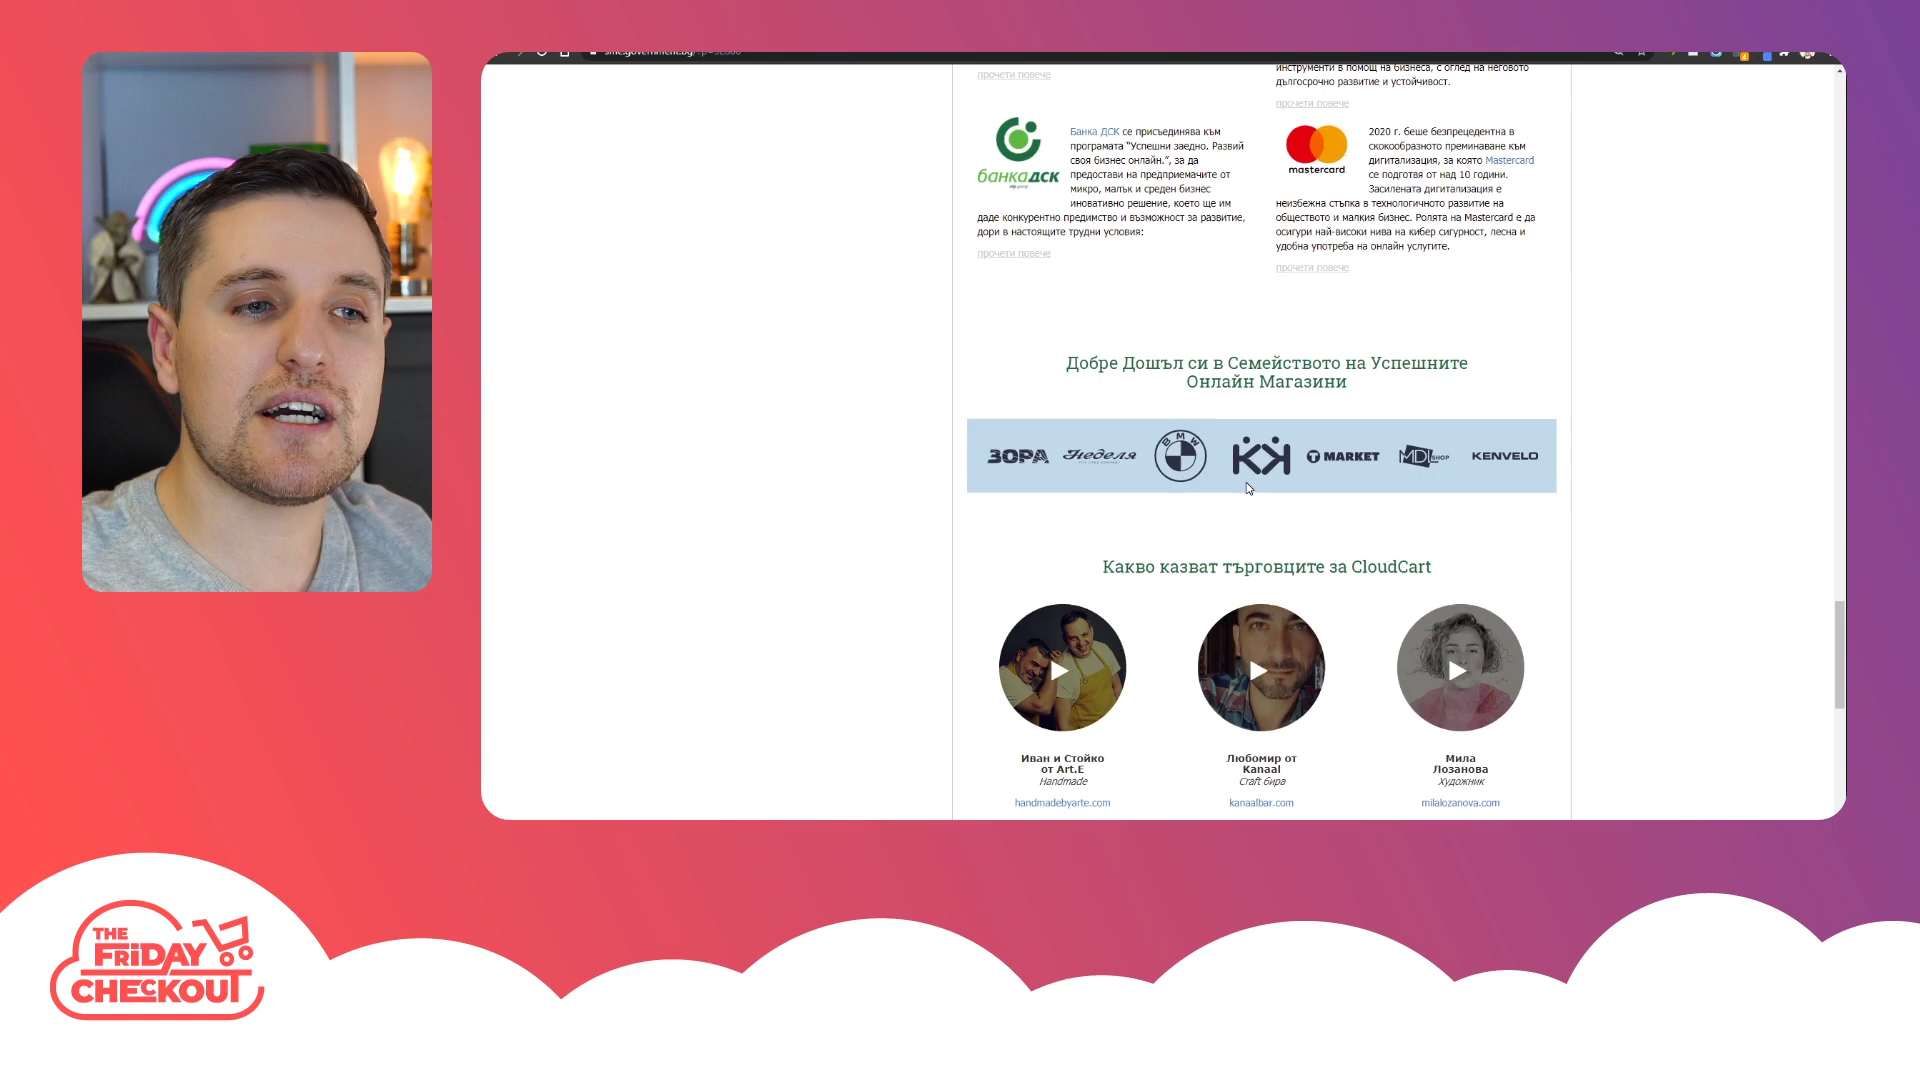 прочети повече
Банка ДСК се присъединява към
програмата “Успешни заедно. Развий
своя бизнес онлайн.”, за да
предостави на предприемачите от
микро, малък и среден бизнес
иновативно решение, което ще им
даде конкурентно предимство и възможност за развитие,
дори в настоящите трудни условия:
прочети повече
банкадск
инструменти в помощ на бизнеса, с оглед на неговото
дългосрочно развитие и устойчивост.
прочети повече
mastercard
2020 г. беше безпрецедентна в
скокообразното преминаване към
дигитализация, за която Mastercard
се подготвя от над 10 години.
Засилената дигитализация е
неизбежна стъпка в технологичното развитие на
обществото и малкия бизнес. Ролята на Mastercard е да
осигури най-високи нива на кибер сигурност, лесна и
удобна употреба на онлайн услугите.
прочети повече
Добре Дошъл си в Семейството на Успешните
Онлайн Магазини
ЗОРА Неделя BMW KK T MARKET MDL SHOP KENVELO
Какво казват търговците за CloudCart
Иван и Стойко
от Art.E
Handmade
handmadebyarte.com
Любомир от
Kanaal
Craft бира
kanaalbar.com
Мила
Лозанова
Художник
milalozanova.com
THE
FRIDAY
CHECKOUT